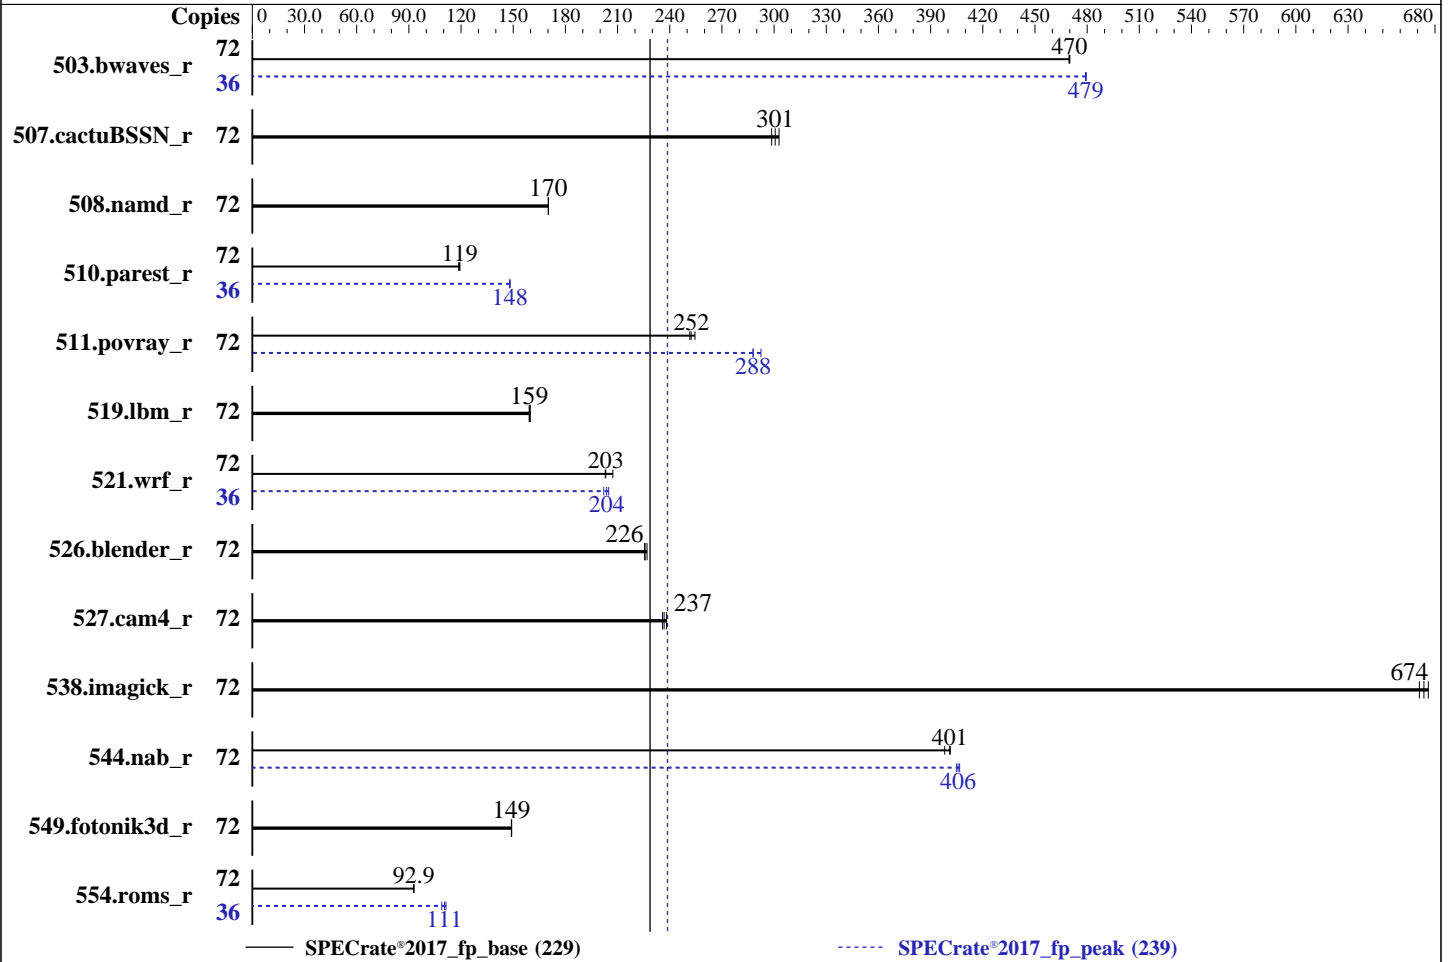 Copies 0 30.0 60.0 90.0 120 150 180 210 240 270 300 330 360 390 420 450 480 510 540 570 600 630 680
503.bwaves_r 72 470
36 479
507.cactuBSSN_r 72 301
508.namd_r 72 170
510.parest_r 72 119
36 148
511.povray_r 72 252
288
519.lbm_r 72 159
521.wrf_r 72 203
36 204
526.blender_r 72 226
527.cam4_r 72 237
538.imagick_r 72 674
544.nab_r 72 401
406
549.fotonik3d_r 72 149
554.roms_r 72 92.9
36 111
SPECrate®2017_fp_base (229) SPECrate®2017_fp_peak (239)